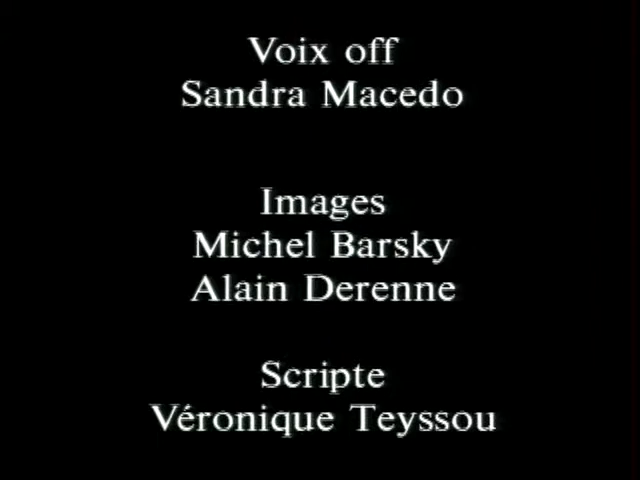 Voix off
Sandra Macedo
Images
Michel Barsky
Alain Derenne
Scripte
Véronique Teyssou